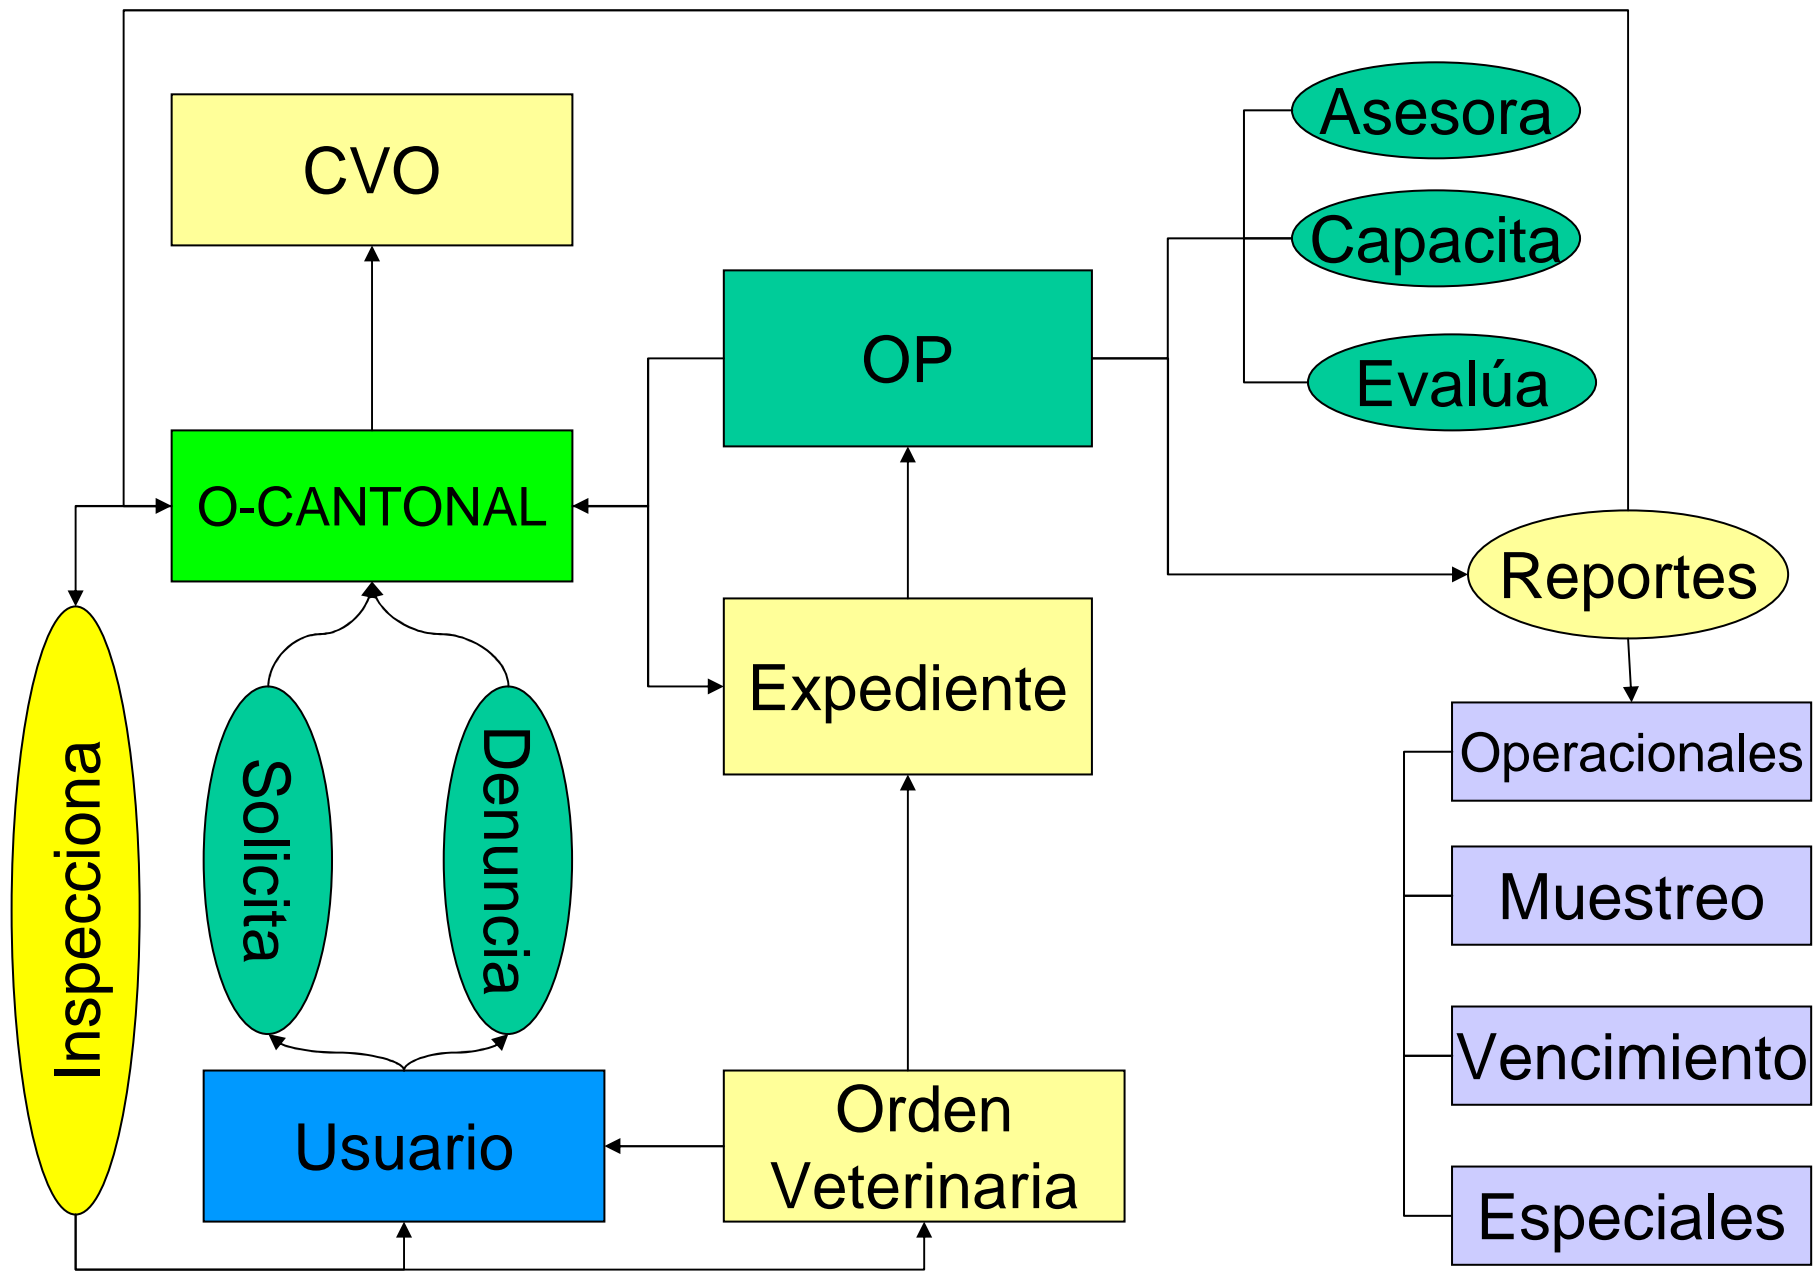 CVO
Asesora
Capacita
OP
Evalúa
O-CANTONAL
Reportes
Expediente
Operacionales
Inspecciona
Solicita
Denuncia
Muestreo
Vencimiento
Usuario
Orden
Veterinaria
Especiales